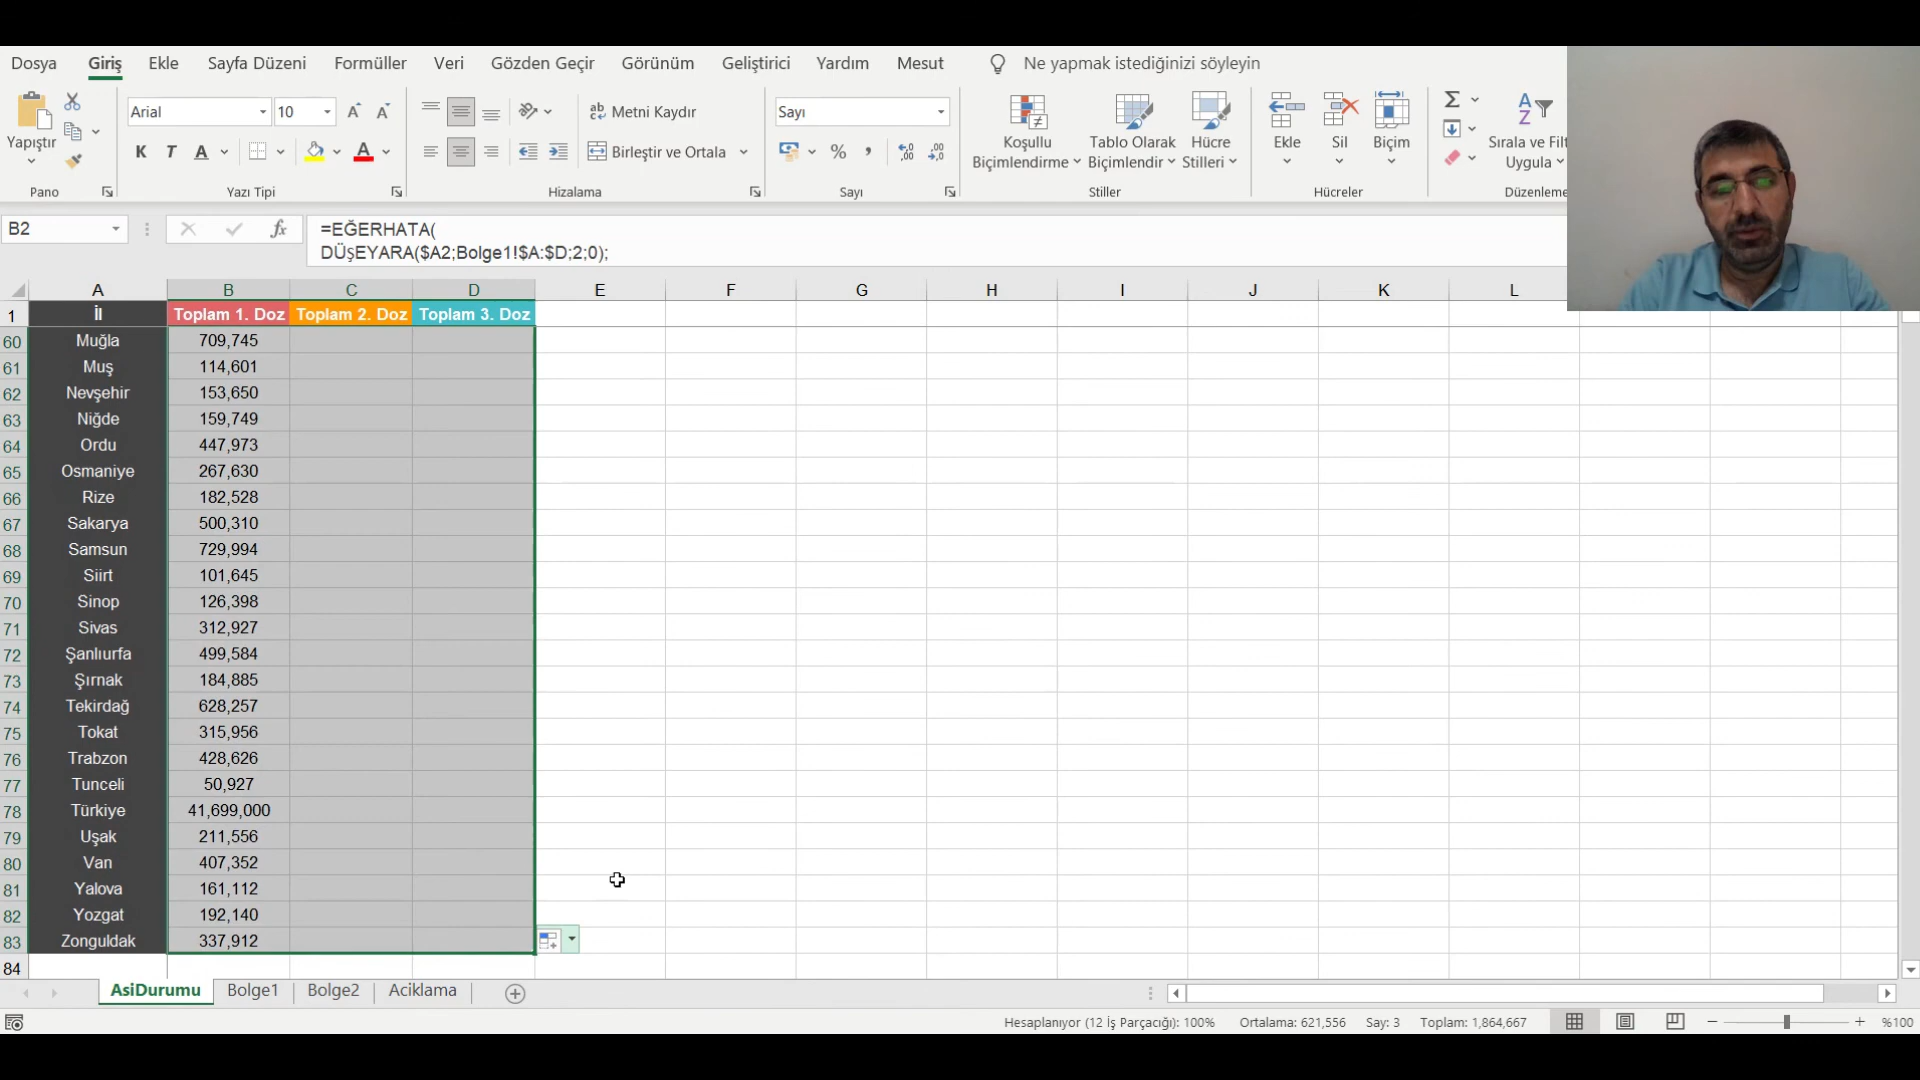 Dosya Giriş Ekle Sayfa Düzeni Formüller Veri Gözden Geçir Görünüm Geliştirici Yardım Mesut Ne yapmak istediğinizi söyleyin
Yapıştır
Arial 10
K T A A
Metni Kaydır
Birleştir ve Ortala
Sayı
%
Koşullu Biçimlendirme
Tablo Olarak Biçimlendir
Hücre Stilleri
Ekle
Sil
Biçim
Sırala ve Filt
Uygula
Pano Yazı Tipi Hizalama Sayı Stiller Hücreler Düzenleme
B2 fx =EĞERHATA(
DÜŞEYARA($A2;Bolge1!$A:$D;2;0);
A B C D E F G H I J K L
1 İl Toplam 1. Doz Toplam 2. Doz Toplam 3. Doz
60 Muğla 709,745
61 Muş 114,601
62 Nevşehir 153,650
63 Niğde 159,749
64 Ordu 447,973
65 Osmaniye 267,630
66 Rize 182,528
67 Sakarya 500,310
68 Samsun 729,994
69 Siirt 101,645
70 Sinop 126,398
71 Sivas 312,927
72 Şanlıurfa 499,584
73 Şırnak 184,885
74 Tekirdağ 628,257
75 Tokat 315,956
76 Trabzon 428,626
77 Tunceli 50,927
78 Türkiye 41,699,000
79 Uşak 211,556
80 Van 407,352
81 Yalova 161,112
82 Yozgat 192,140
83 Zonguldak 337,912
84
AsiDurumu Bolge1 Bolge2 Aciklama
Hesaplanıyor (12 İş Parçacığı): 100% Ortalama: 621,556 Say: 3 Toplam: 1,864,667 %100